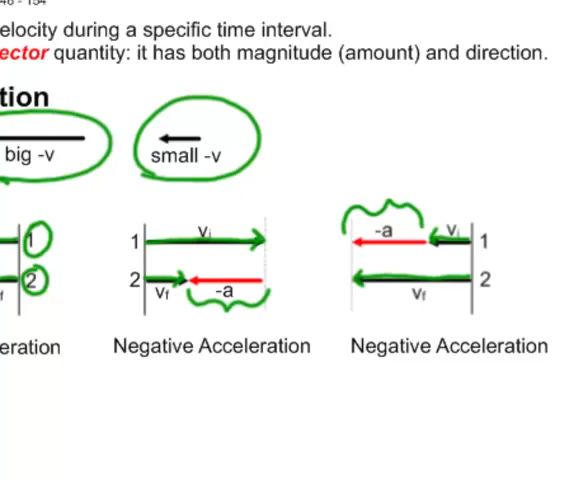 elocity during a specific time interval.
ector quantity: it has both magnitude (amount) and direction.
tion
big -v
small -v
1
2
1 vi
2 vf -a
-a vi 1
vf 2
eration
Negative Acceleration
Negative Acceleration